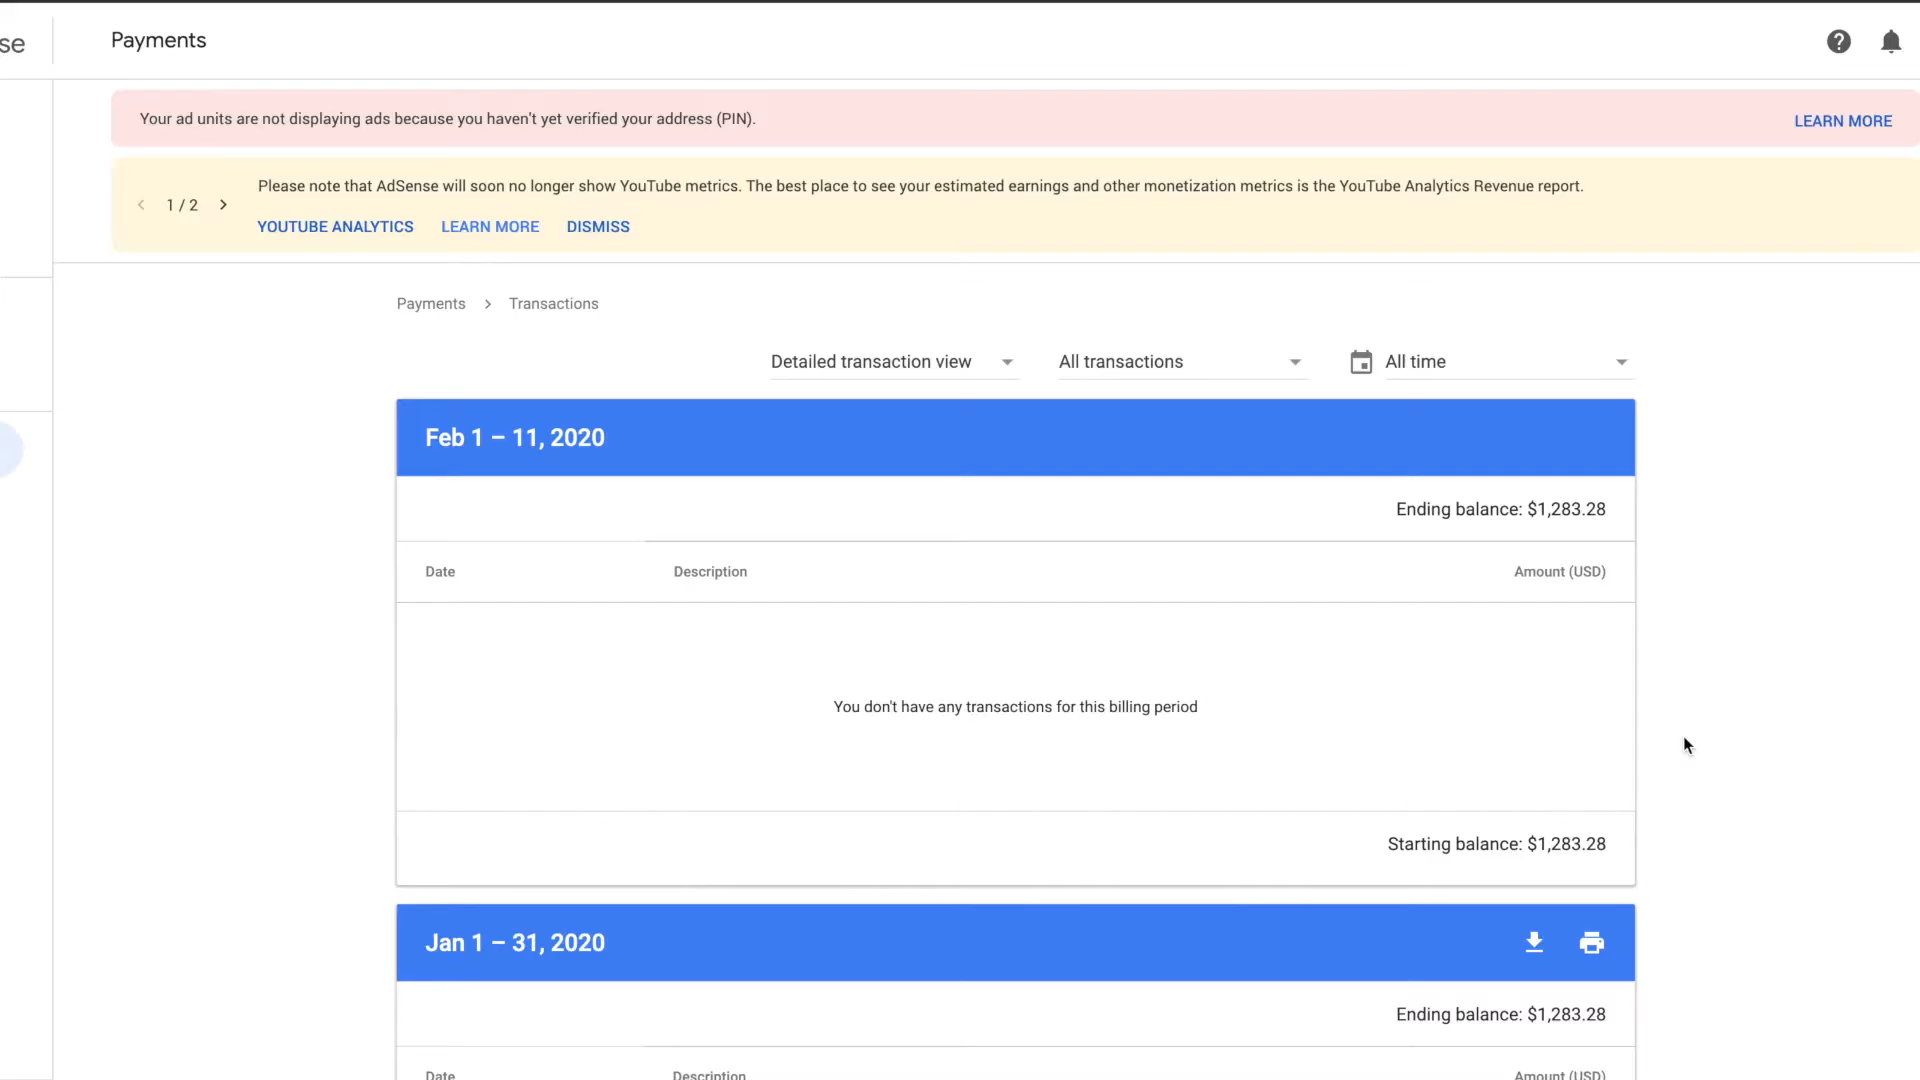 se
Payments
Your ad units are not displaying ads because you haven't yet verified your address (PIN).
LEARN MORE
1 / 2
Please note that AdSense will soon no longer show YouTube metrics. The best place to see your estimated earnings and other monetization metrics is the YouTube Analytics Revenue report.
YOUTUBE ANALYTICS LEARN MORE DISMISS
Payments > Transactions
Detailed transaction view All transactions All time
Feb 1 – 11, 2020
Ending balance: $1,283.28
Date Description Amount (USD)
You don't have any transactions for this billing period
Starting balance: $1,283.28
Jan 1 – 31, 2020
Ending balance: $1,283.28
Date Description Amount (USD)